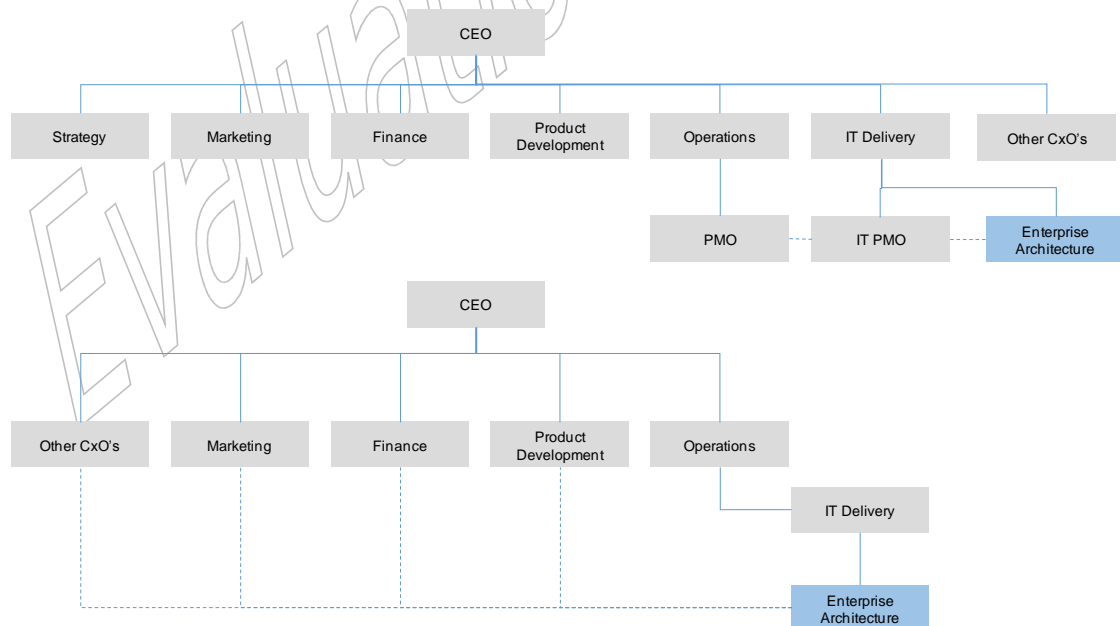 CEO
Strategy
Marketing
Finance
Product
Development
Operations
IT Delivery
Other CxO's
PMO
IT PMO
Enterprise
Architecture
CEO
Other CxO's
Marketing
Finance
Product
Development
Operations
IT Delivery
Enterprise
Architecture